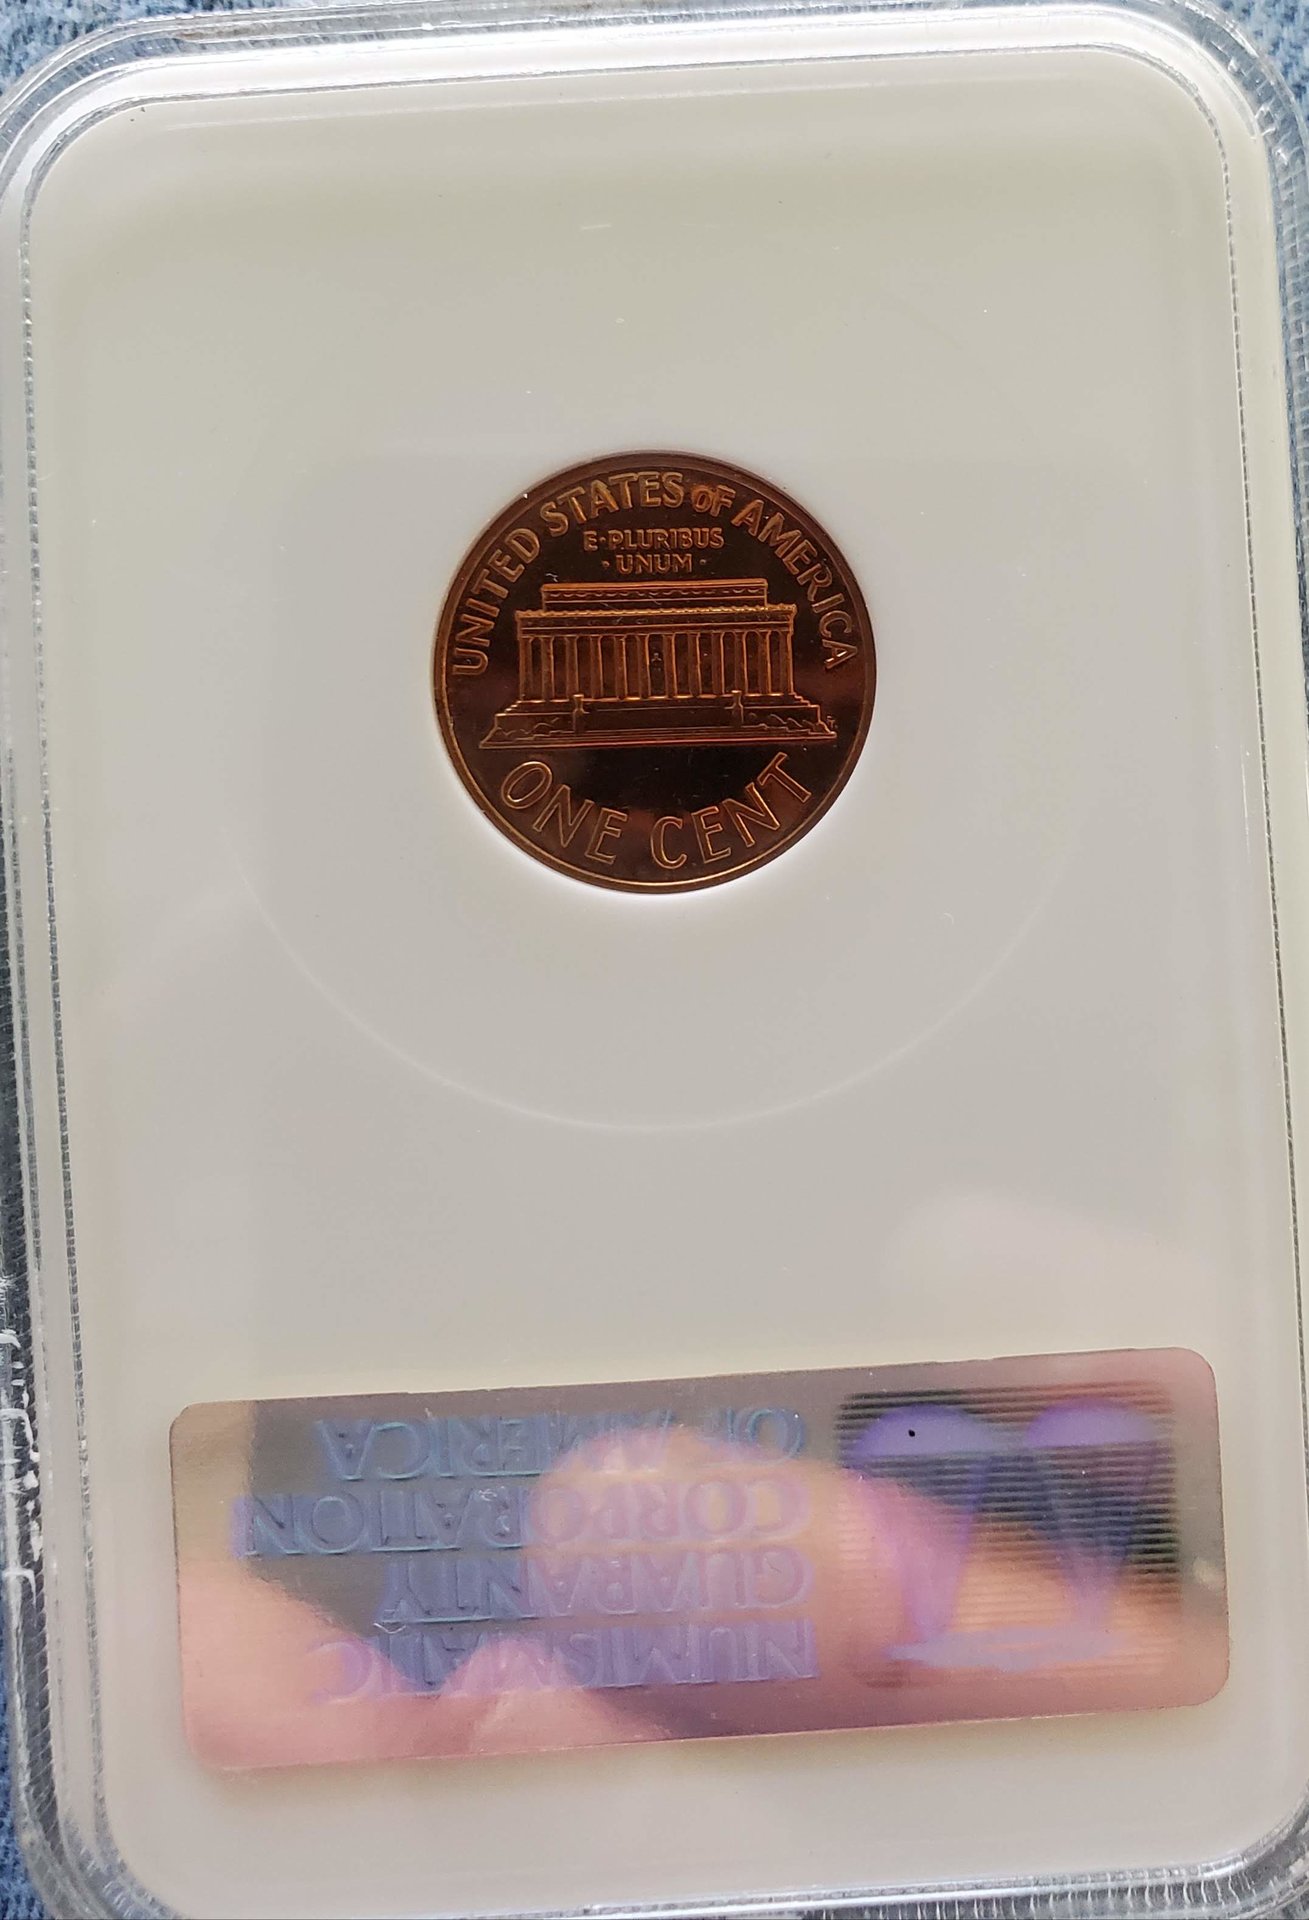 UNITED STATES OF AMERICA
E·PLURIBUS
·UNUM·
ONE CENT
NUMISMATIC
GUARANTY
CORPORATION
OF AMERICA